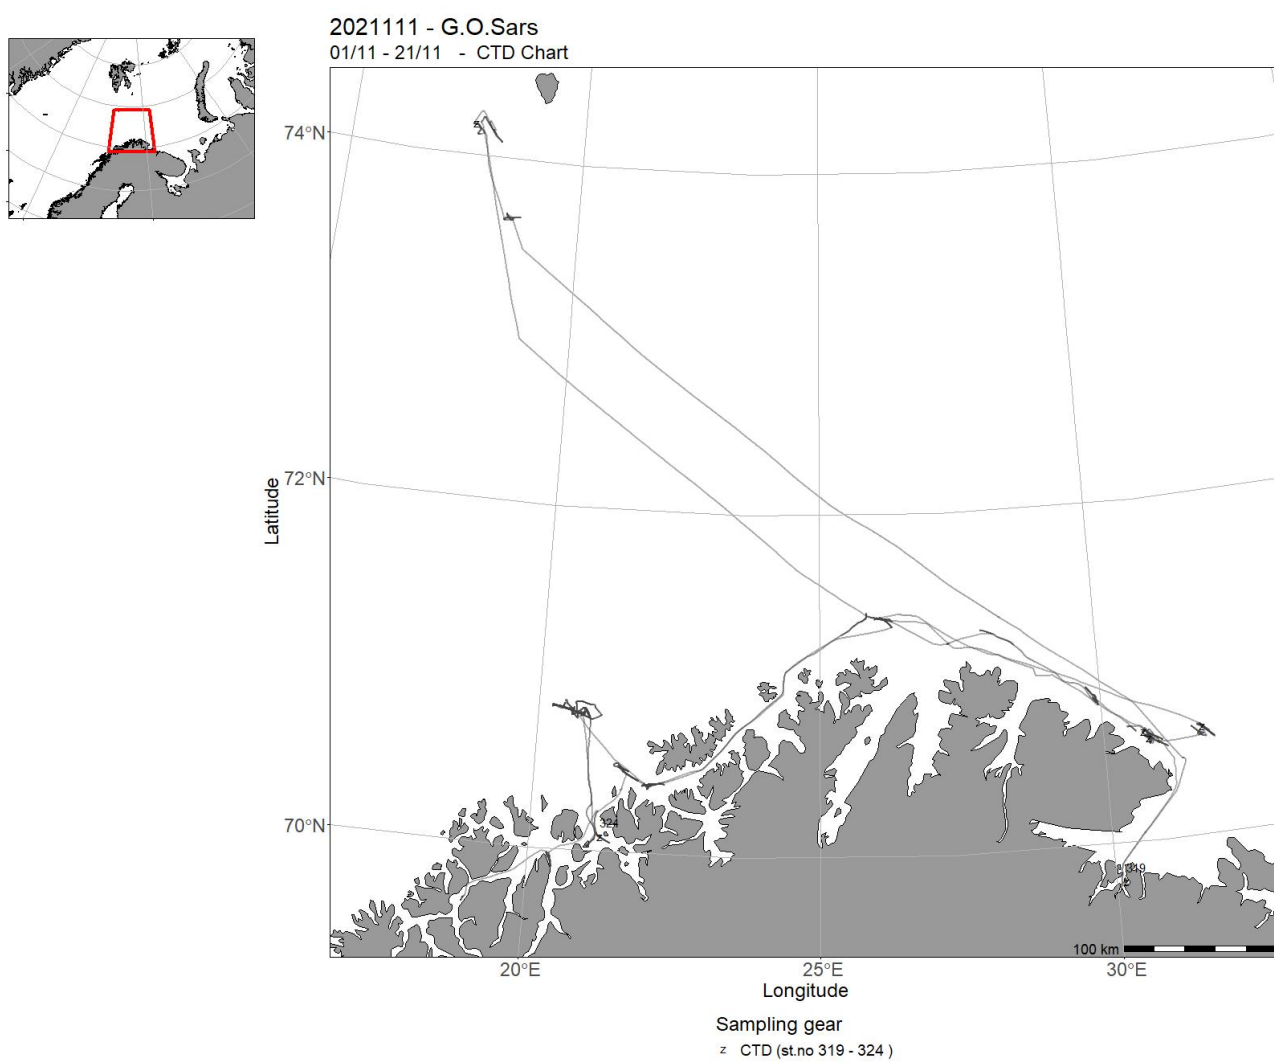 2021111 - G.O.Sars
01/11 - 21/11 - CTD Chart
74°N
72°N
Latitude
70°N
324
319
100 km
20°E
25°E
30°E
Longitude
Sampling gear
z CTD (st.no 319 - 324 )